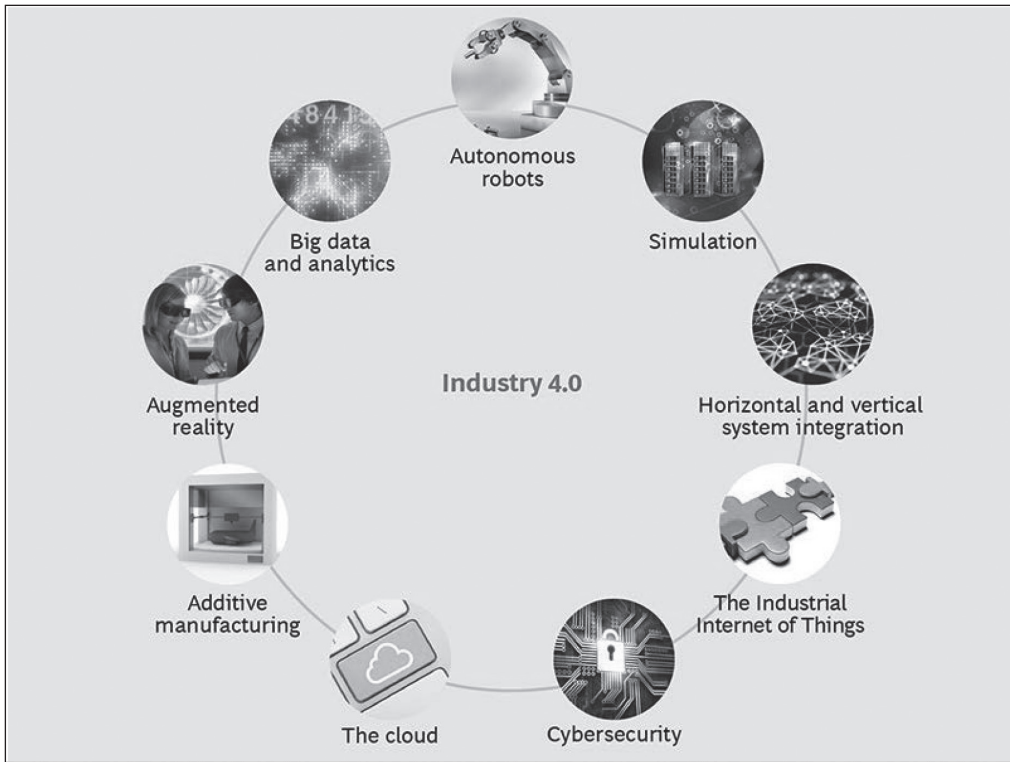 Autonomous
robots
Simulation
Horizontal and vertical
system integration
The Industrial
Internet of Things
Cybersecurity
The cloud
Additive
manufacturing
Augmented
reality
Big data
and analytics
Industry 4.0